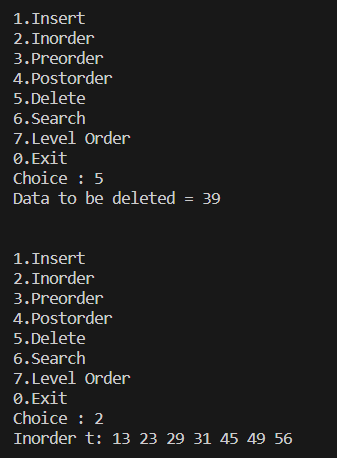 1.Insert
2.Inorder
3.Preorder
4.Postorder
5.Delete
6.Search
7.Level Order
0.Exit
Choice : 5
Data to be deleted = 39
1.Insert
2.Inorder
3.Preorder
4.Postorder
5.Delete
6.Search
7.Level Order
0.Exit
Choice : 2
Inorder t: 13 23 29 31 45 49 56